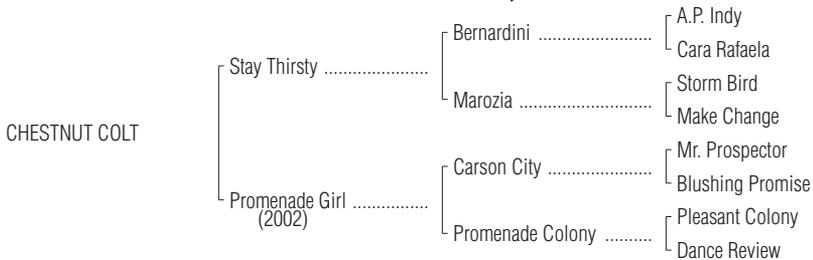 A.P. Indy
Bernardini ........................
Cara Rafaela
Stay Thirsty ......................
Storm Bird
Marozia ............................
Make Change
CHESTNUT COLT
Mr. Prospector
Carson City ......................
Blushing Promise
Promenade Girl ................
(2002)
Pleasant Colony
Promenade Colony ..........
Dance Review